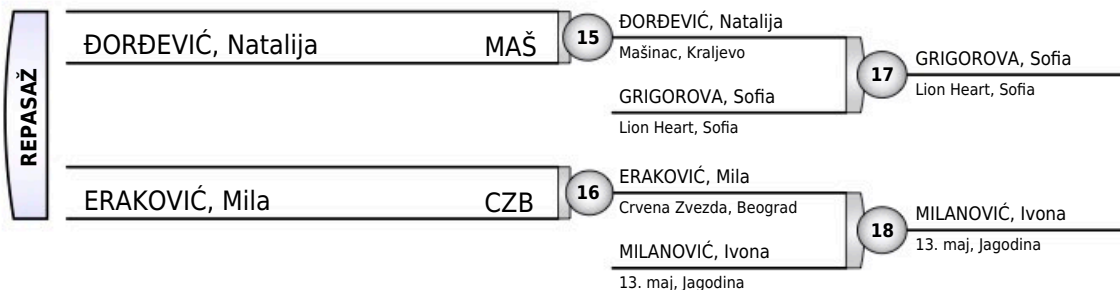 REPASAŽ
ĐORĐEVIĆ, Natalija MAŠ
15
ĐORĐEVIĆ, Natalija
Mašinac, Kraljevo
GRIGOROVA, Sofia
Lion Heart, Sofia
17
GRIGOROVA, Sofia
Lion Heart, Sofia
ERAKOVIĆ, Mila CZB
16
ERAKOVIĆ, Mila
Crvena Zvezda, Beograd
MILANOVIĆ, Ivona
13. maj, Jagodina
18
MILANOVIĆ, Ivona
13. maj, Jagodina